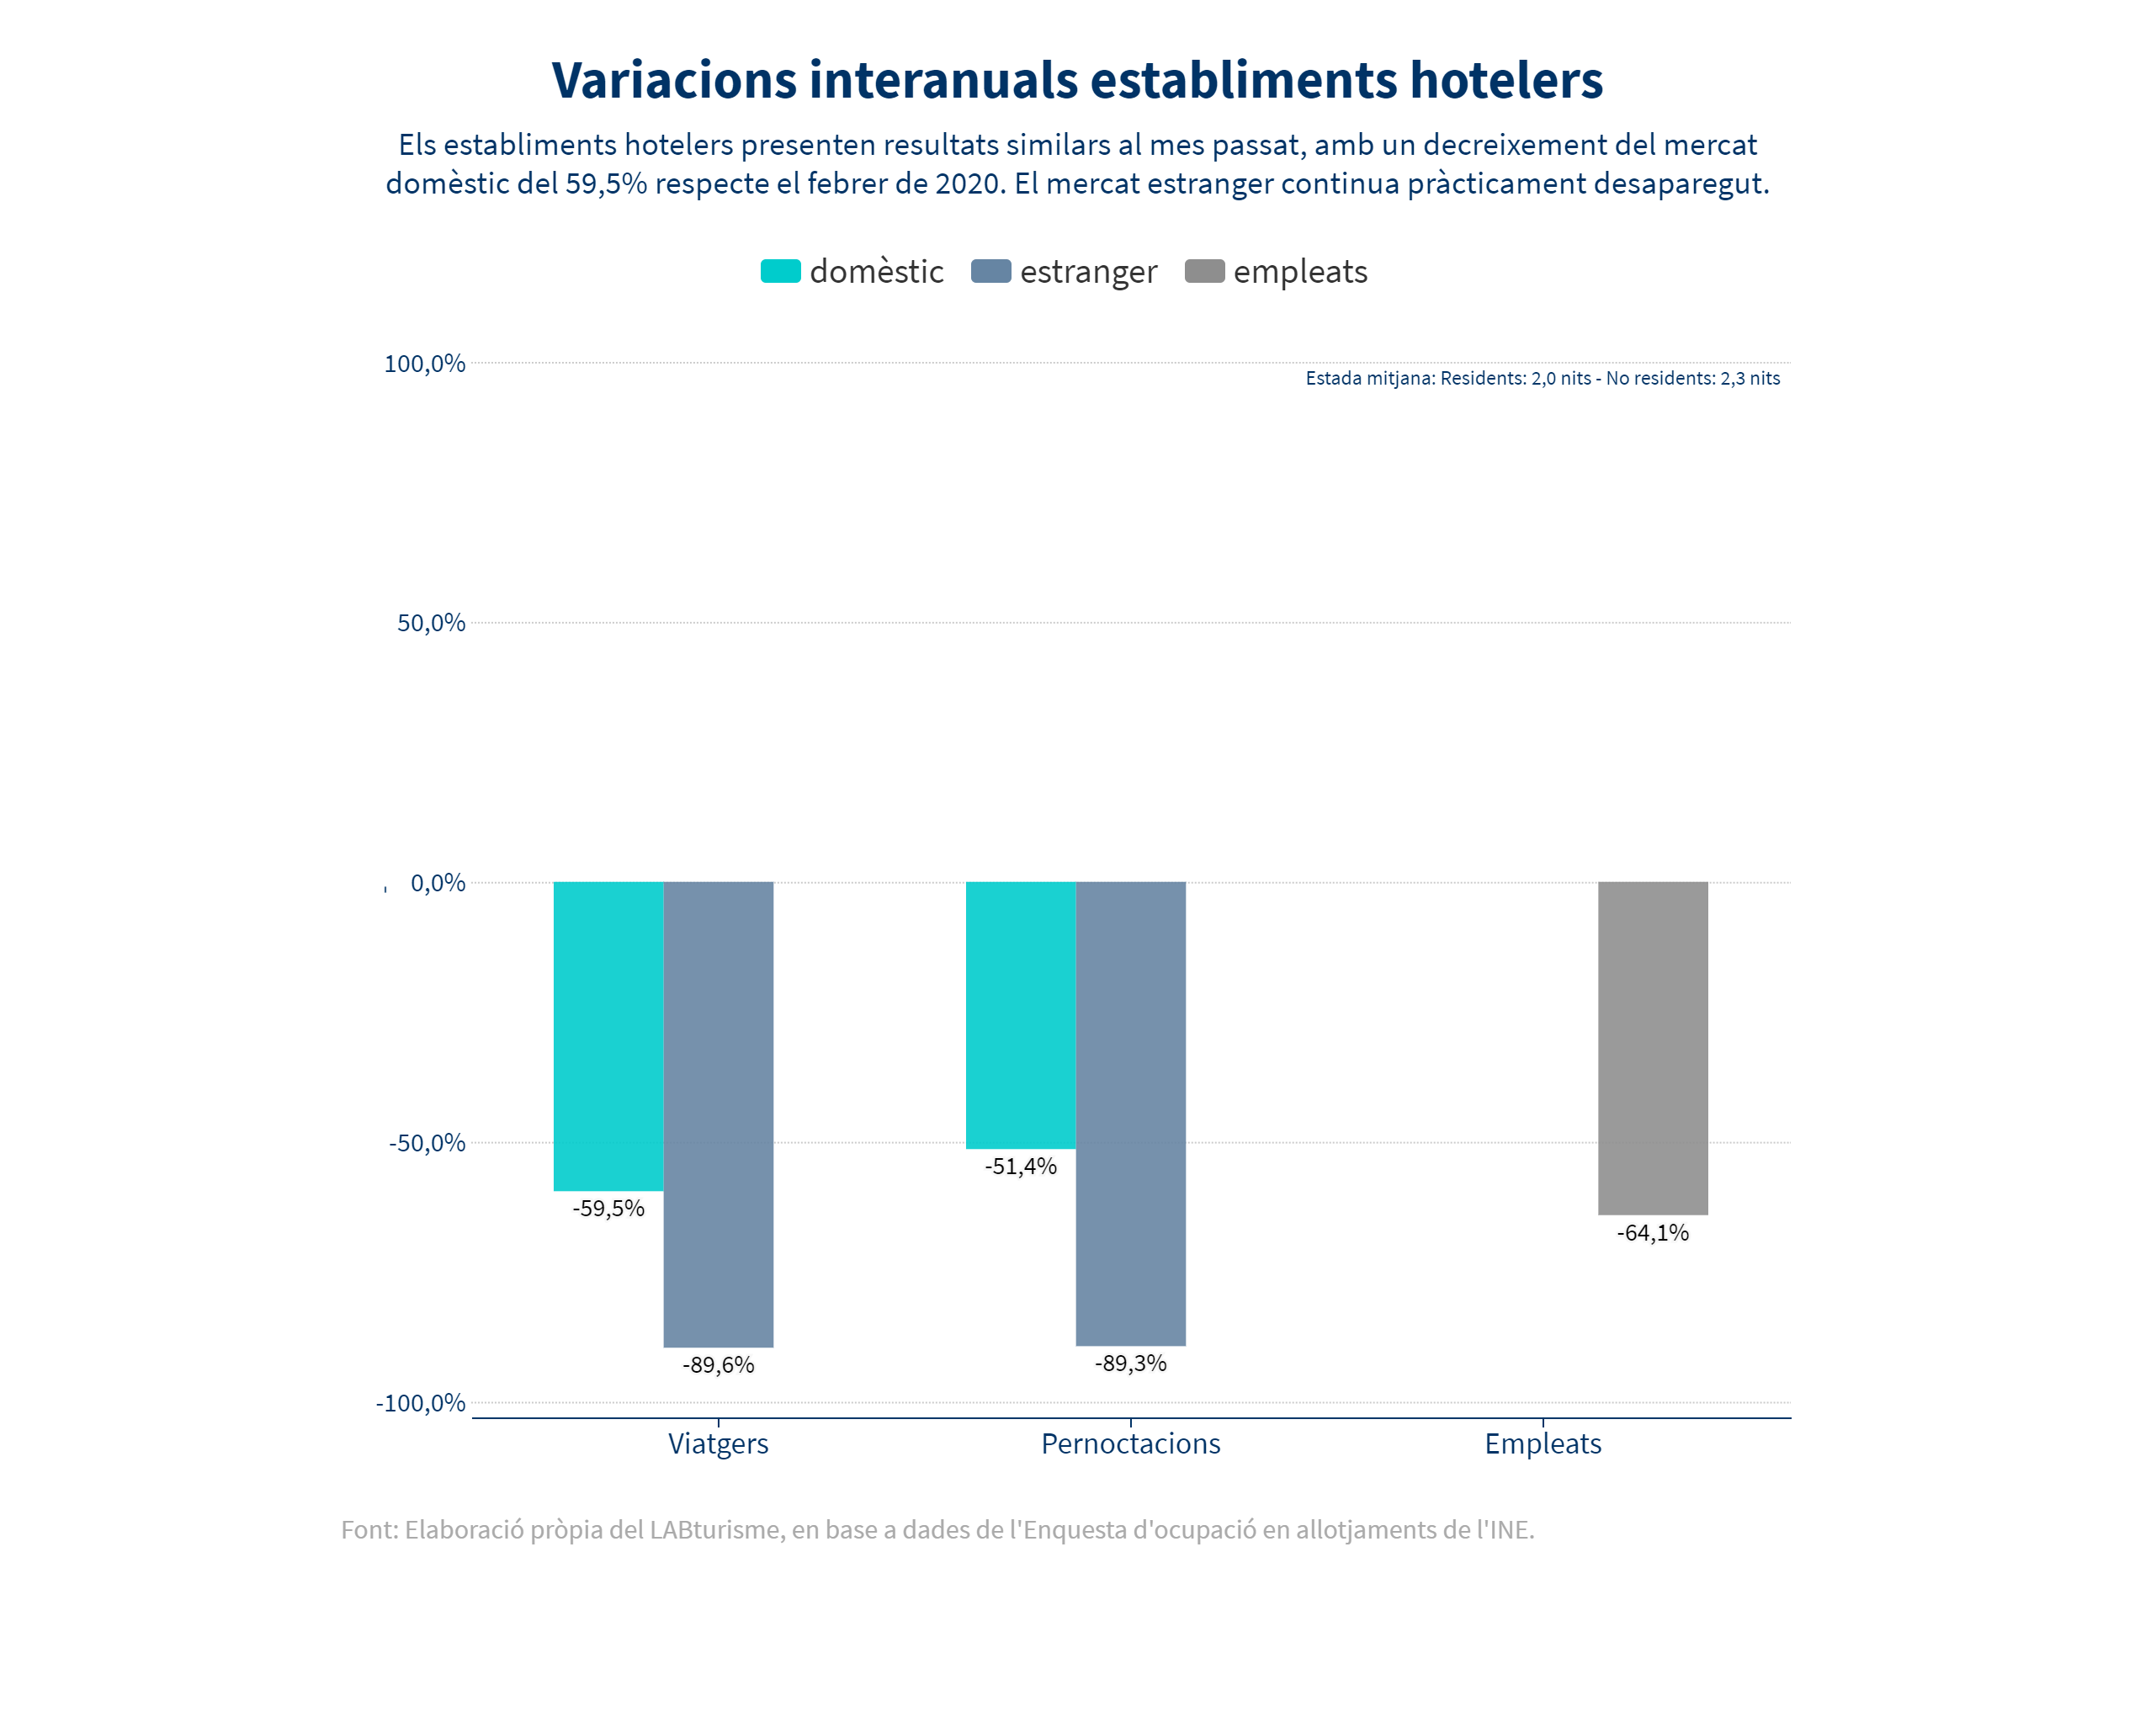 Variacions interanuals establiments hotelers
Els establiments hotelers presenten resultats similars al mes passat, amb un decreixement del mercat
domèstic del 59,5% respecte el febrer de 2020. El mercat estranger continua pràcticament desaparegut.
domèstic estranger empleats
100,0%
Estada mitjana: Residents: 2,0 nits - No residents: 2,3 nits
50,0%
- 0,0%
-50,0%
-51,4%
-59,5%
-64,1%
-89,6%
-89,3%
-100,0%
Viatgers Pernoctacions Empleats
Font: Elaboració pròpia del LABturisme, en base a dades de l'Enquesta d'ocupació en allotjaments de l'INE.